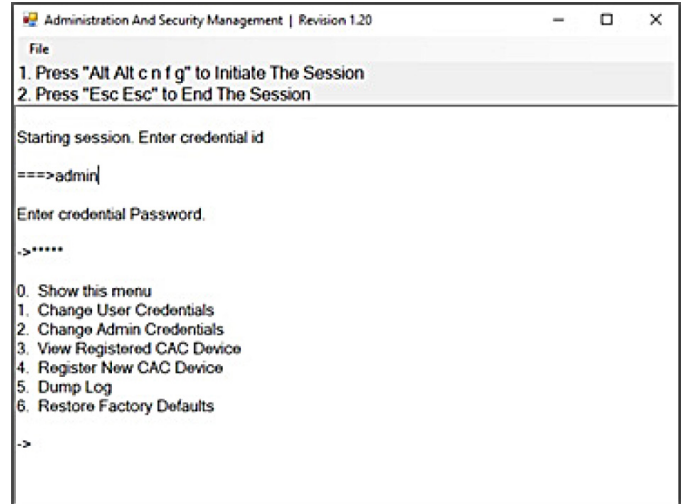 Administration And Security Management | Revision 1.20
File
1. Press "Alt Alt c n f g" to Initiate The Session
2. Press "Esc Esc" to End The Session
Starting session. Enter credential id
===>admin
Enter credential Password.
->*****
0. Show this menu
1. Change User Credentials
2. Change Admin Credentials
3. View Registered CAC Device
4. Register New CAC Device
5. Dump Log
6. Restore Factory Defaults
->